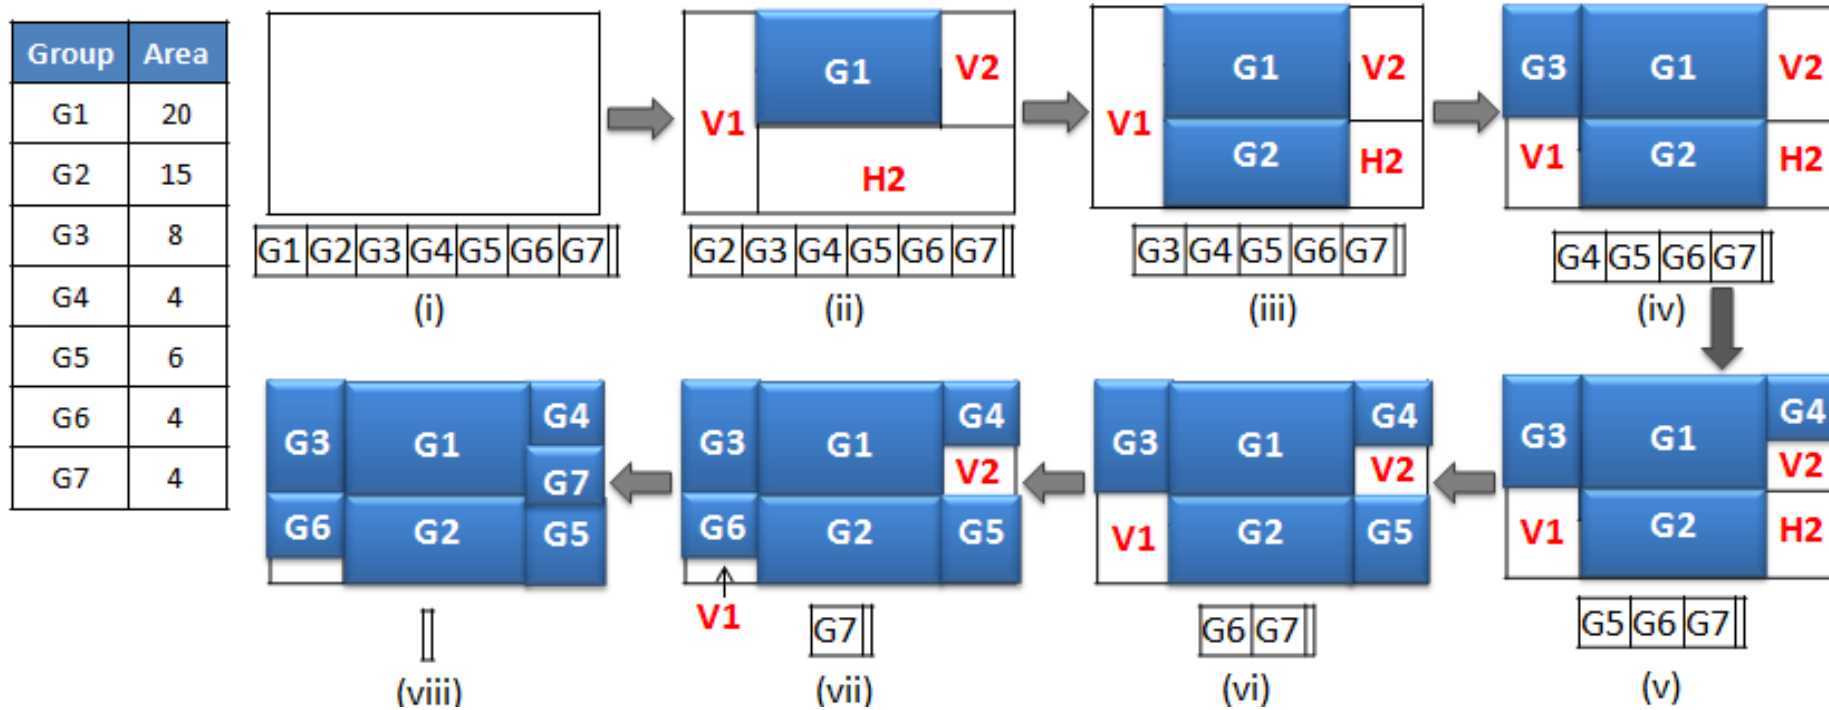 Group Area
G1 20
G2 15
G3 8
G4 4
G5 6
G6 4
G7 4
G1 G2 G3 G4 G5 G6 G7
(i)
V1 G1 V2
H2
G2 G3 G4 G5 G6 G7
(ii)
V1 G1 V2
G2 H2
G3 G4 G5 G6 G7
(iii)
G3 G1 V2
V1 G2 H2
G4 G5 G6 G7
(iv)
G3 G1 G4
V2
V1 G2 H2
G5 G6 G7
(v)
G3 G1 G4
V2
V1 G2 G5
G6 G7
(vi)
G3 G1 G4
V2
G6 G2 G5
V1
G7
(vii)
G3 G1 G4
G7
G6 G2 G5
(viii)